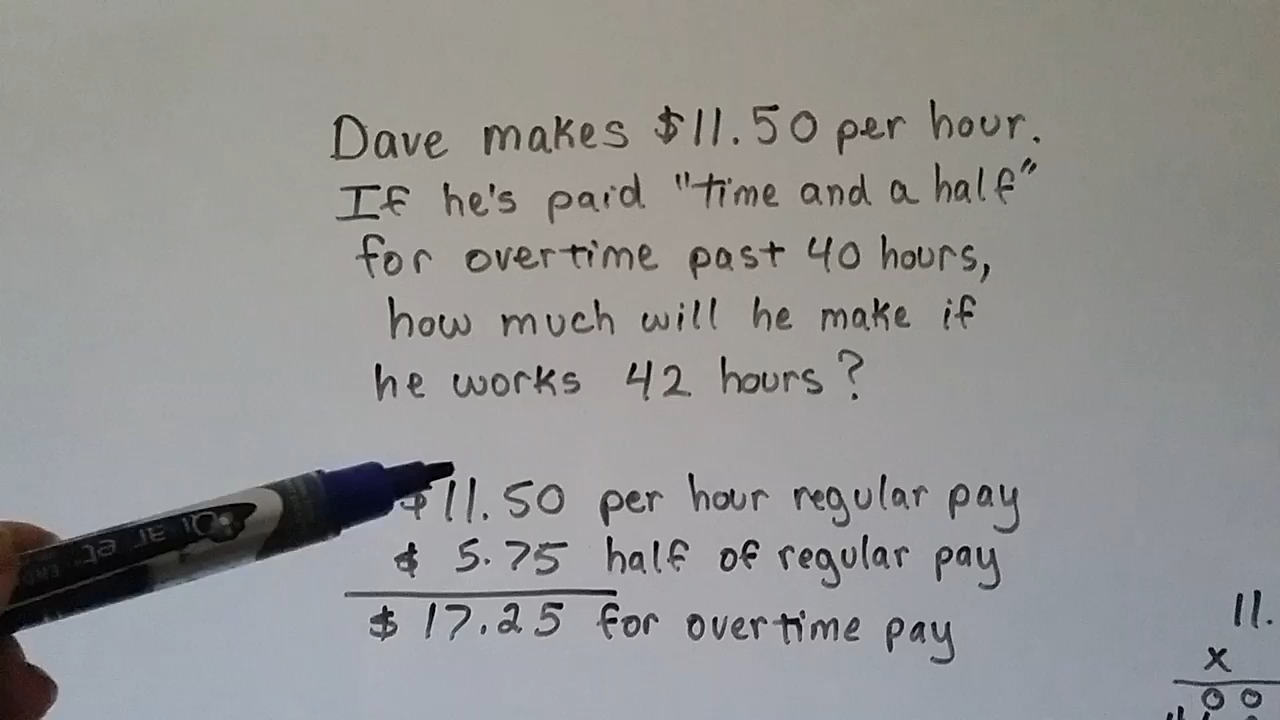 Dave makes $11.50 per hour.
If he's paid "time and a half"
for overtime past 40 hours,
how much will he make if
he works 42 hours?
$11.50 per hour regular pay
$ 5.75 half of regular pay
$ 17.25 for overtime pay
11.
x
00